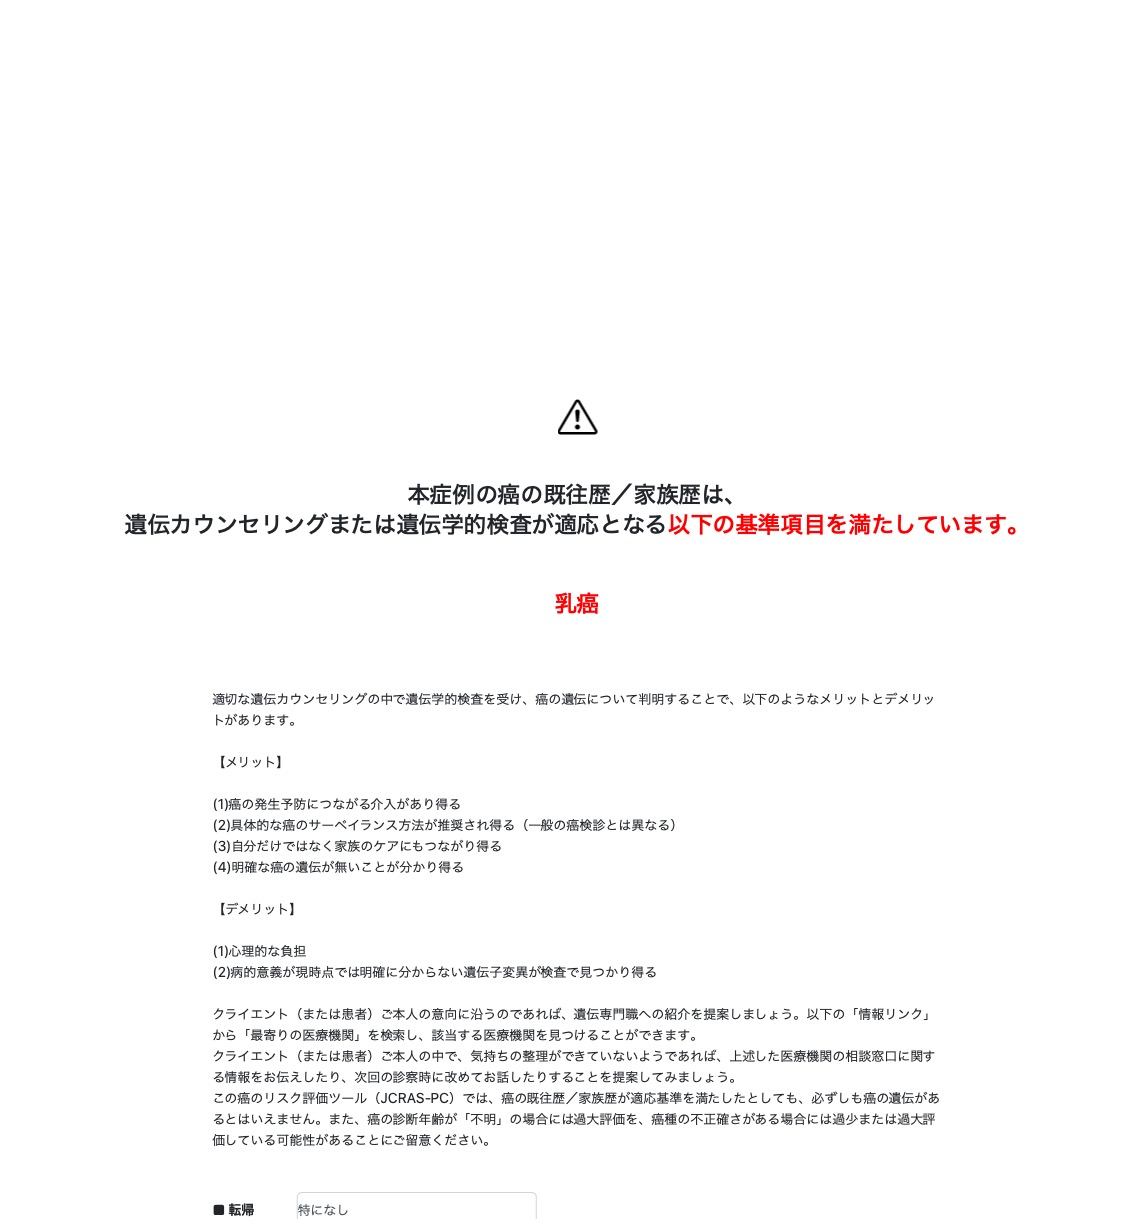 本症例の癌の既往歴／家族歴は、
遺伝カウンセリングまたは遺伝学的検査が適応となる以下の基準項目を満たしています。
乳癌
適切な遺伝カウンセリングの中で遺伝学的検査を受け、癌の遺伝について判明することで、以下のようなメリットとデメリッ
トがあります。
【メリット】
(1)癌の発生予防につながる介入があり得る
(2)具体的な癌のサーベイランス方法が推奨され得る（一般の癌検診とは異なる）
(3)自分だけではなく家族のケアにもつながり得る
(4)明確な癌の遺伝が無いことが分かり得る
【デメリット】
(1)心理的な負担
(2)病的意義が現時点では明確に分からない遺伝子変異が検査で見つかり得る
クライエント（または患者）ご本人の意向に沿うのであれば、遺伝専門職への紹介を提案しましょう。以下の「情報リンク」
から「最寄りの医療機関」を検索し、該当する医療機関を見つけることができます。
クライエント（または患者）ご本人の中で、気持ちの整理ができていないようであれば、上述した医療機関の相談窓口に関す
る情報をお伝えしたり、次回の診察時に改めてお話したりすることを提案してみましょう。
この癌のリスク評価ツール（JCRAS-PC）では、癌の既往歴／家族歴が適応基準を満たしたとしても、必ずしも癌の遺伝があ
るとはいえません。また、癌の診断年齢が「不明」の場合には過大評価を、癌種の不正確さがある場合には過少または過大評
価している可能性があることにご留意ください。
■ 転帰 特になし